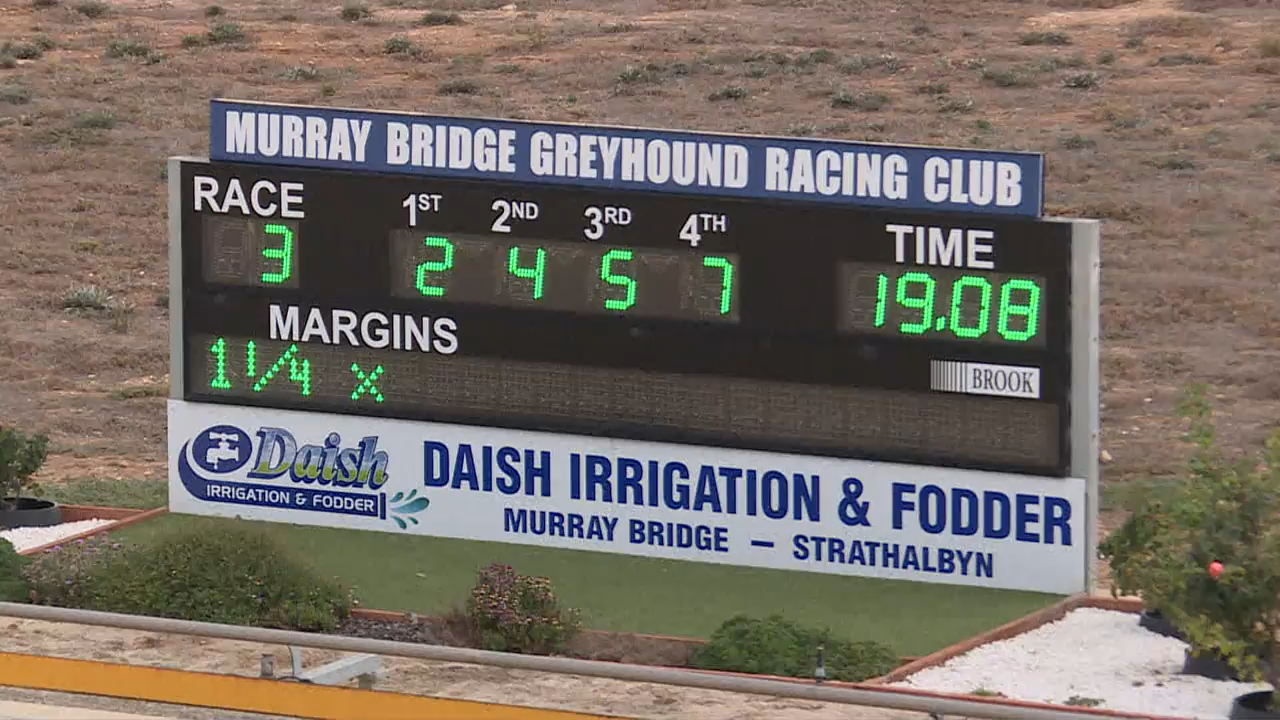 MURRAY BRIDGE GREYHOUND RACING CLUB
RACE 1ST 2ND 3RD 4TH TIME
3 2 4 5 7 19.08
MARGINS
1 1/4 x
BROOK
Daish
IRRIGATION & FODDER
DAISH IRRIGATION & FODDER
MURRAY BRIDGE – STRATHALBYN